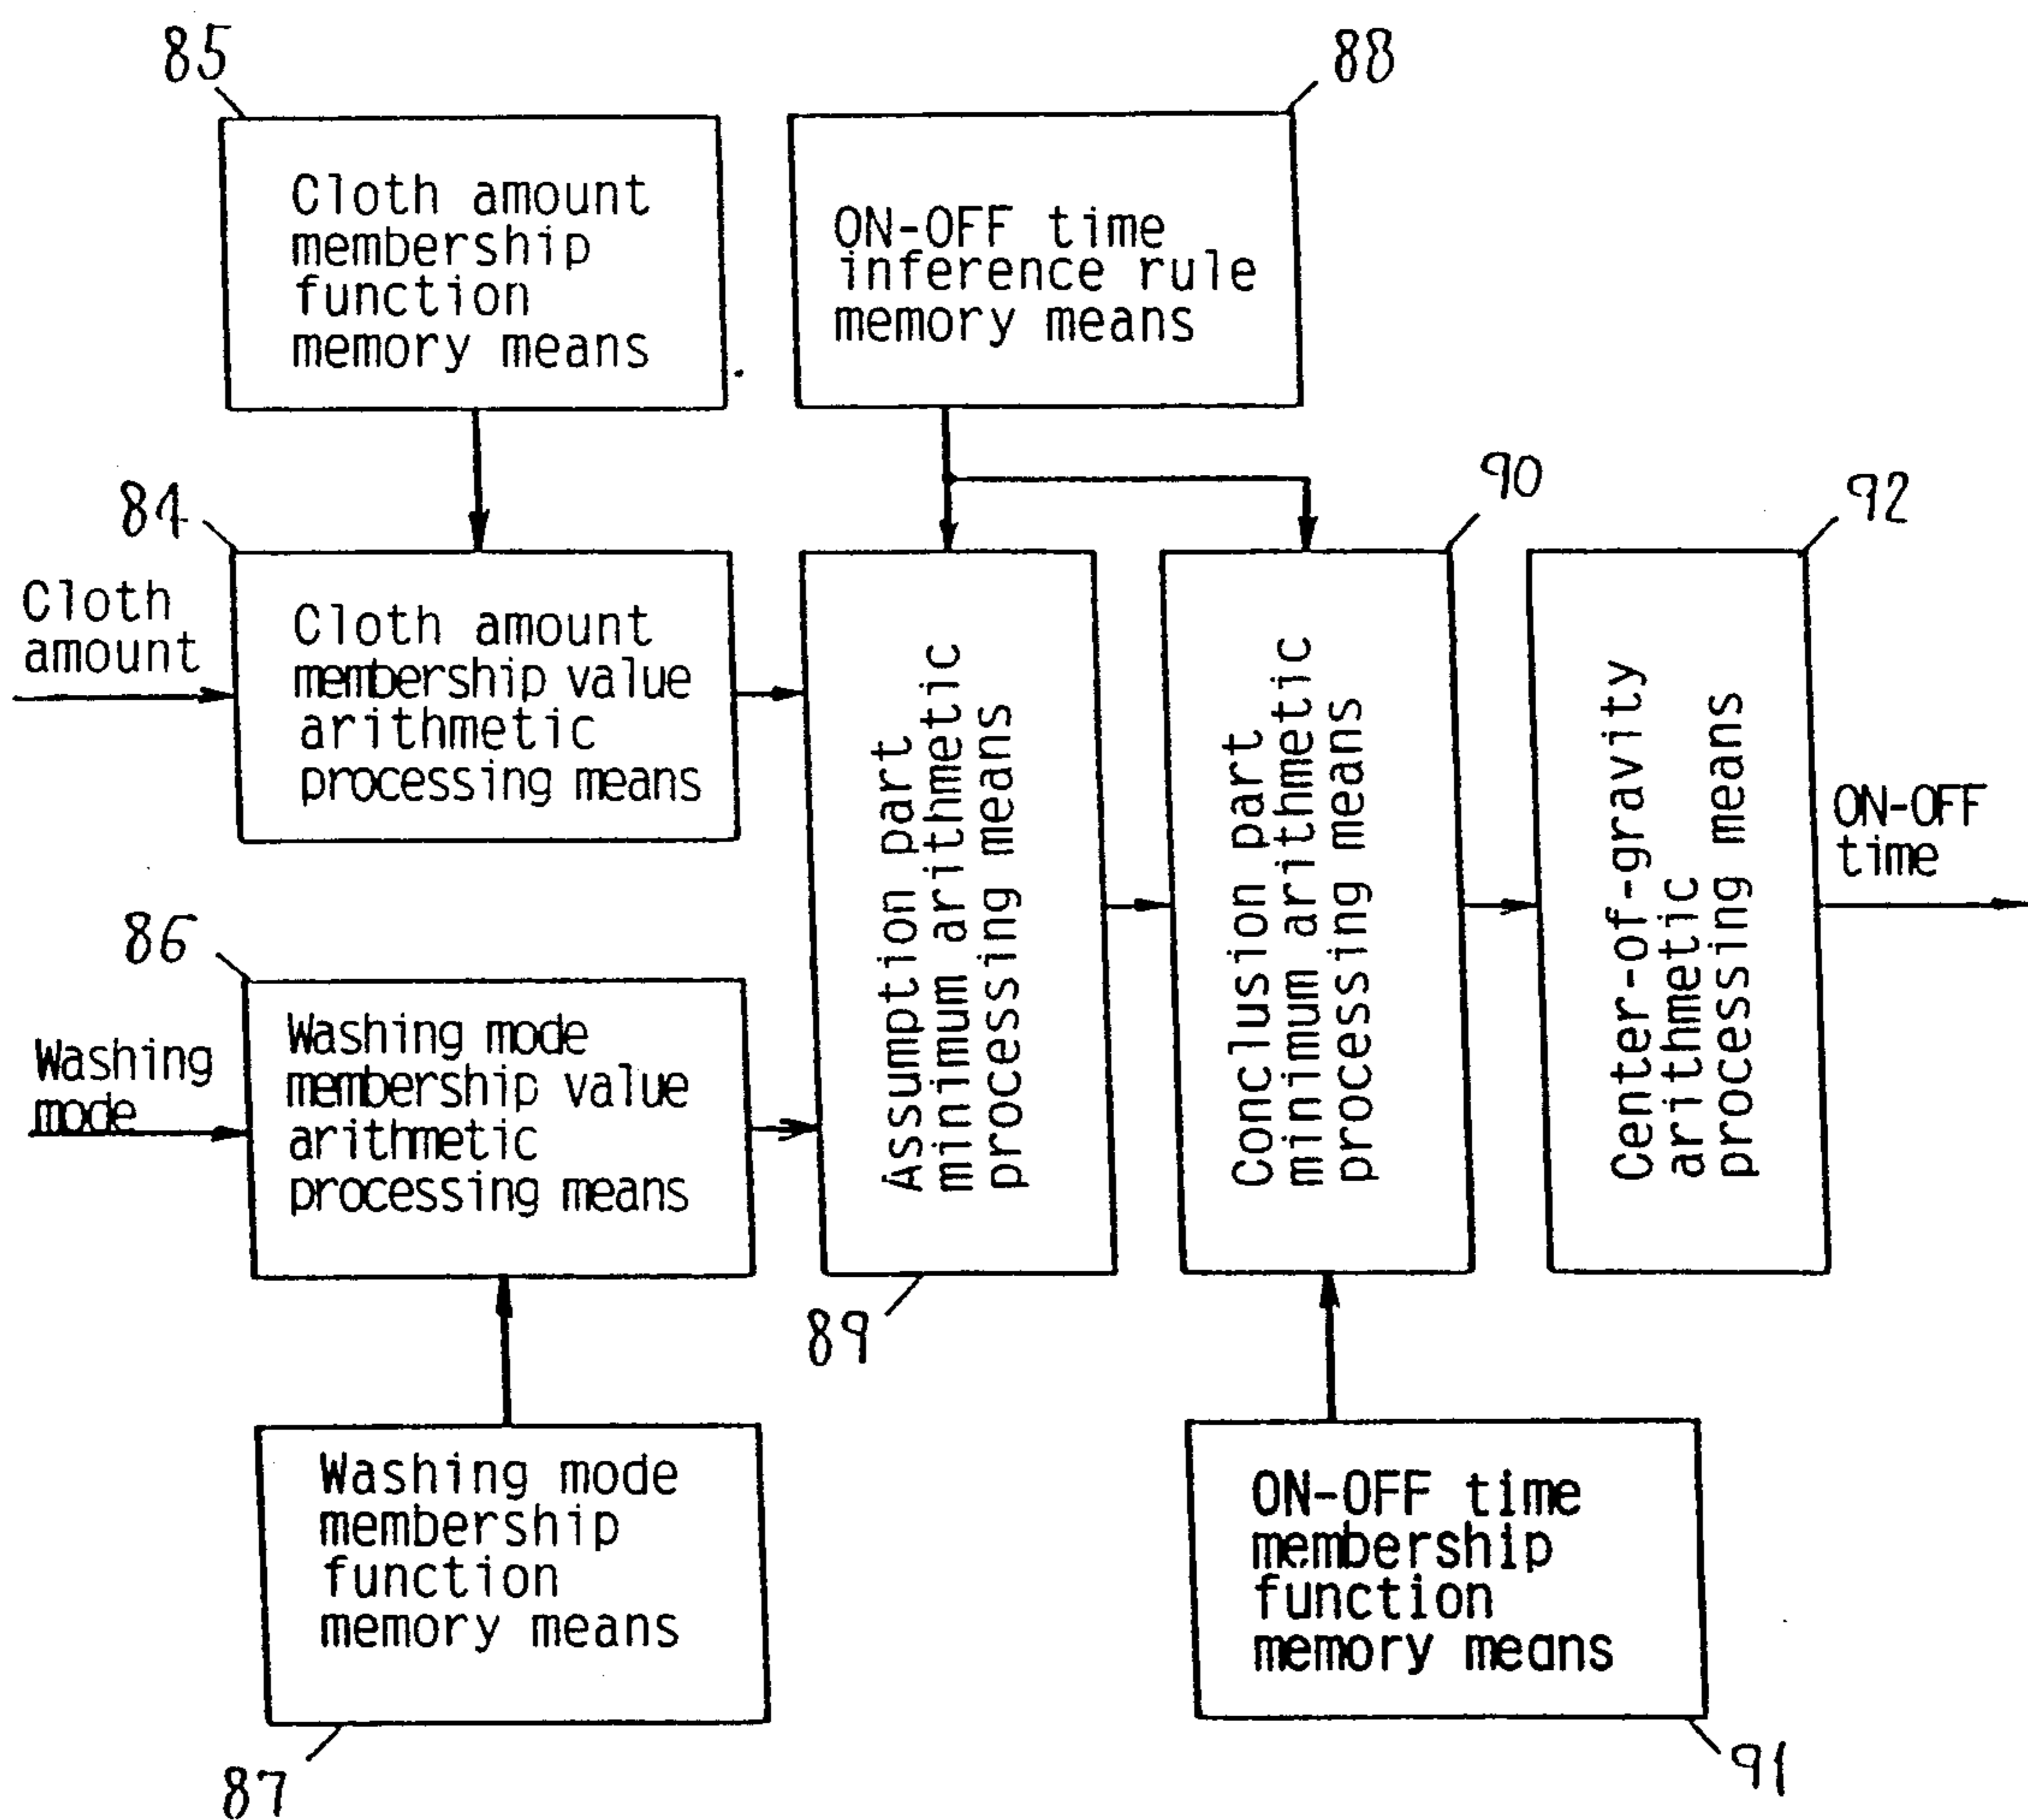 85
88
Cloth amount
membership
function
memory means
ON-OFF time
inference rule
memory means
84
90
92
Cloth
amount
Cloth amount
membership value
arithmetic
processing means
Assumption part
minimum arithmetic
processing means
Conclusion part
minimum arithmetic
processing means
Center-of-gravity
arithmetic
processing means
ON-OFF
time
86
Washing
mode
Washing mode
membership value
arithmetic
processing means
89
Washing mode
membership
function
memory means
ON-OFF time
membership
function
memory means
87
91